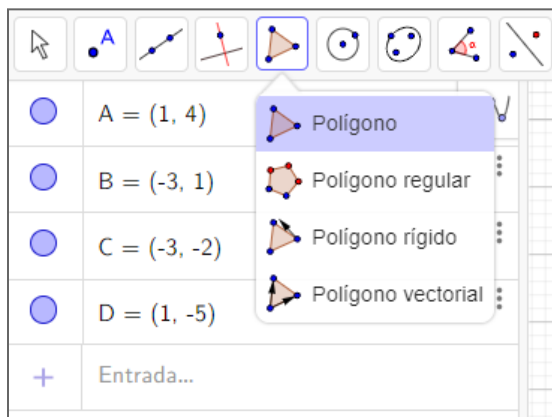 A
α
A = (1, 4)
Polígono
B = (-3, 1)
Polígono regular
C = (-3, -2)
Polígono rígido
D = (1, -5)
Polígono vectorial
+ Entrada...